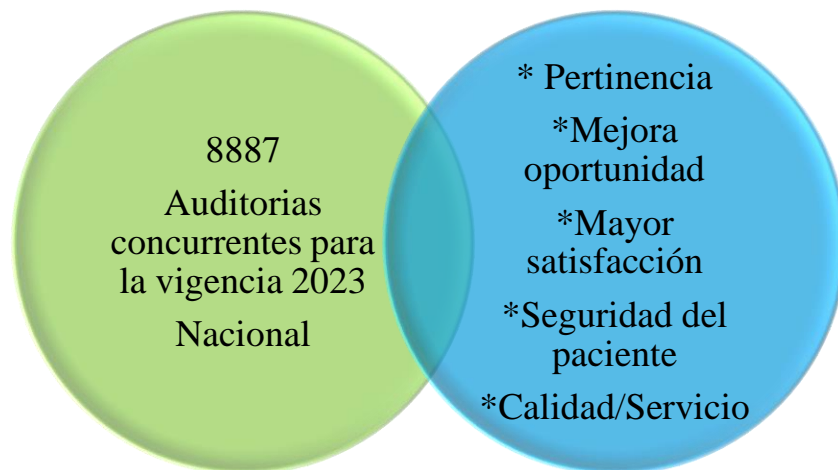 8887
Auditorias
concurrentes para
la vigencia 2023
Nacional
* Pertinencia
*Mejora
oportunidad
*Mayor
satisfacción
*Seguridad del
paciente
*Calidad/Servicio